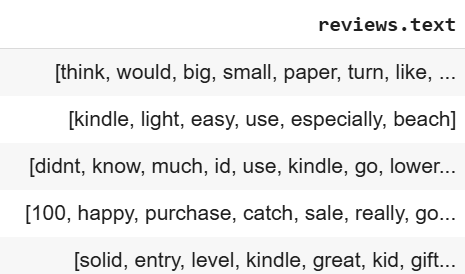 reviews.text
[think, would, big, small, paper, turn, like, ...
[kindle, light, easy, use, especially, beach]
[didnt, know, much, id, use, kindle, go, lower...
[100, happy, purchase, catch, sale, really, go...
[solid, entry, level, kindle, great, kid, gift...